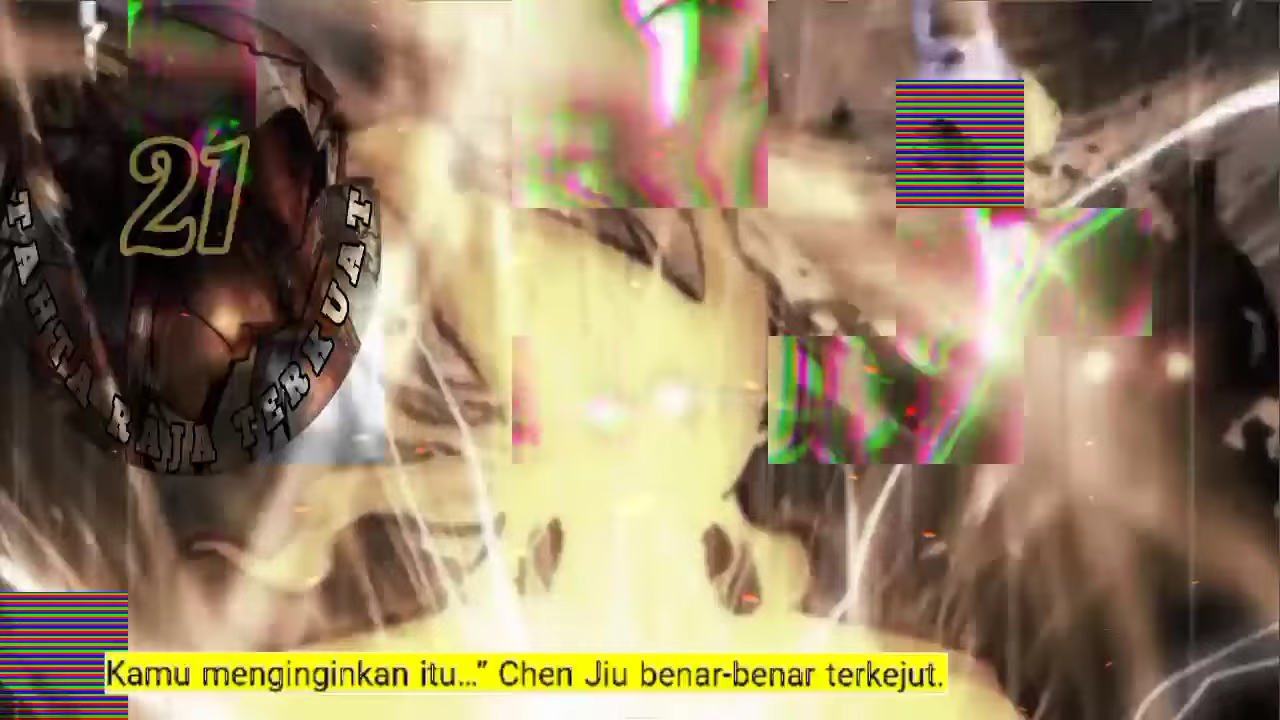 21
TAHTA RAJA TERKUAT
Kamu menginginkan itu…” Chen Jiu benar-benar terkejut.